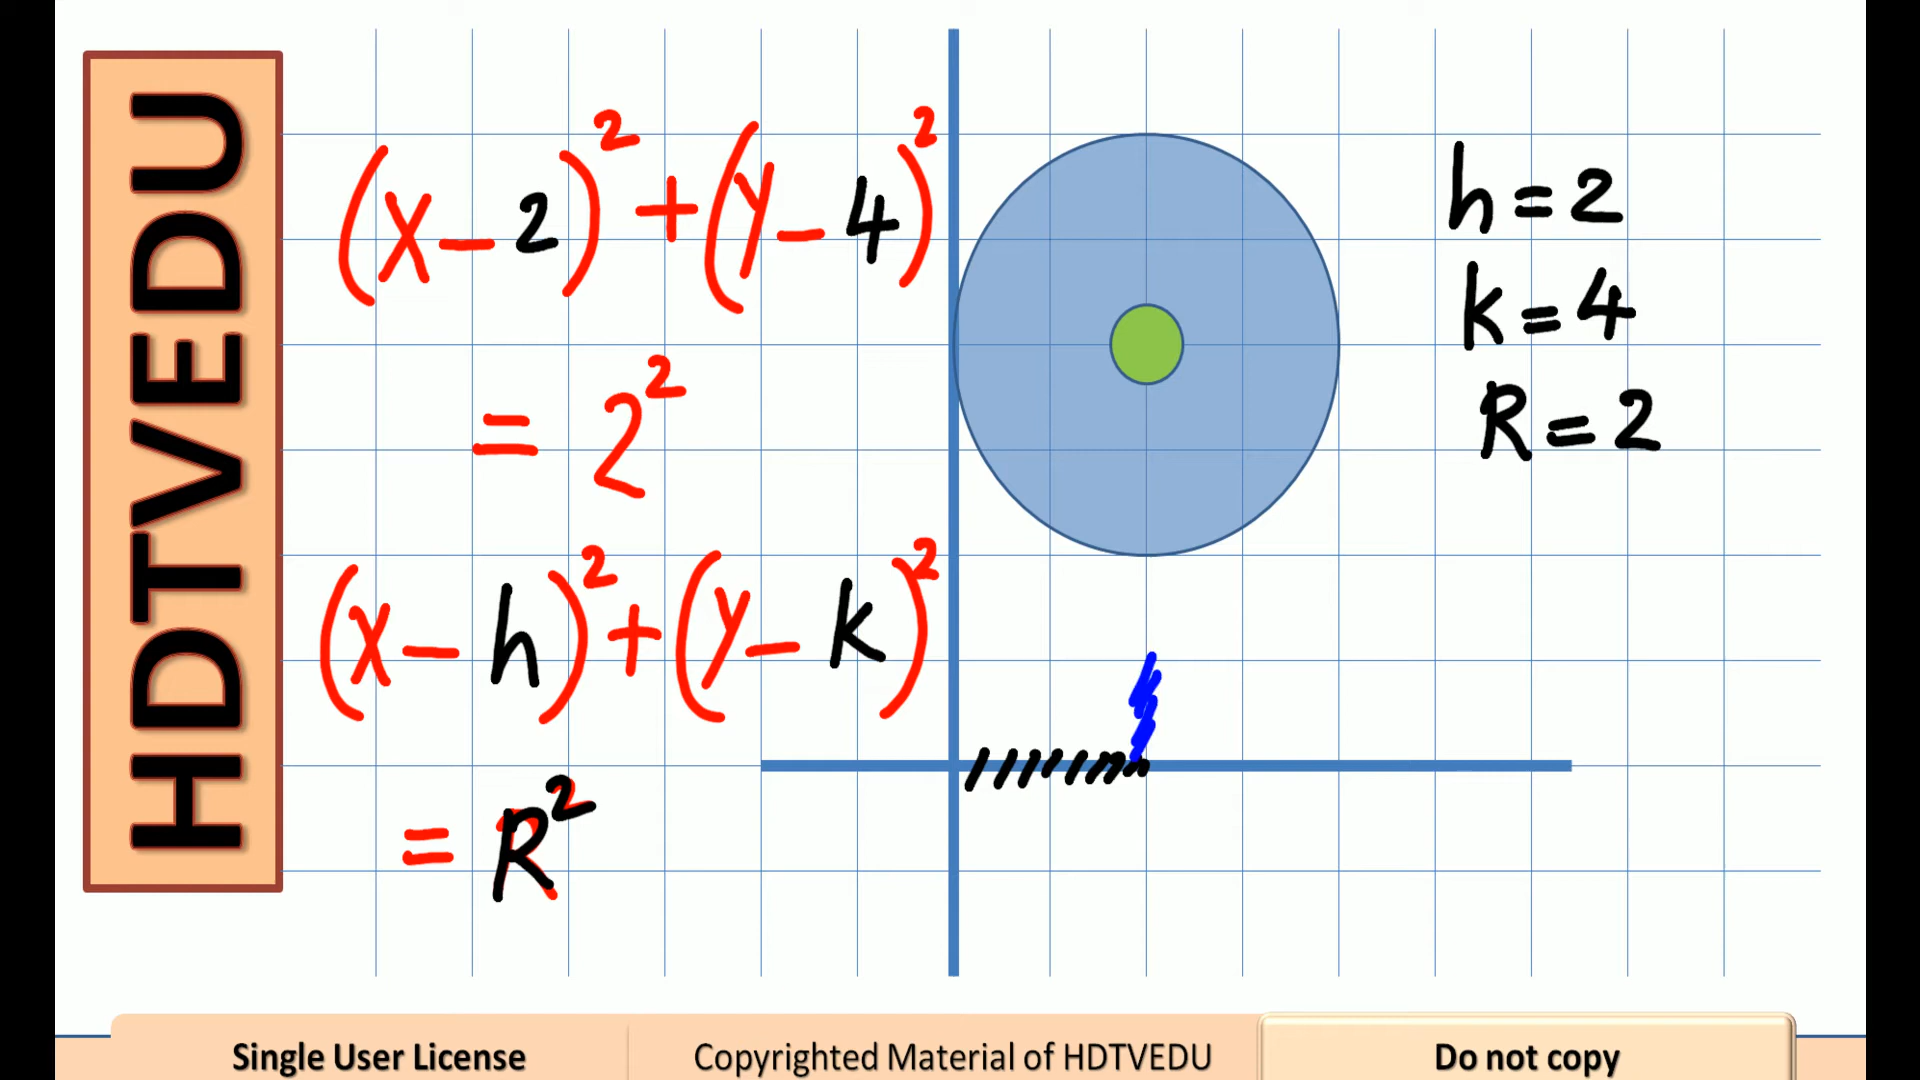 HDTVEDU
(x-2)²+(y-4)²
= 2²
(x-h)²+(y-k)²
= R²
h=2
k=4
R=2
Single User License
Copyrighted Material of HDTVEDU
Do not copy